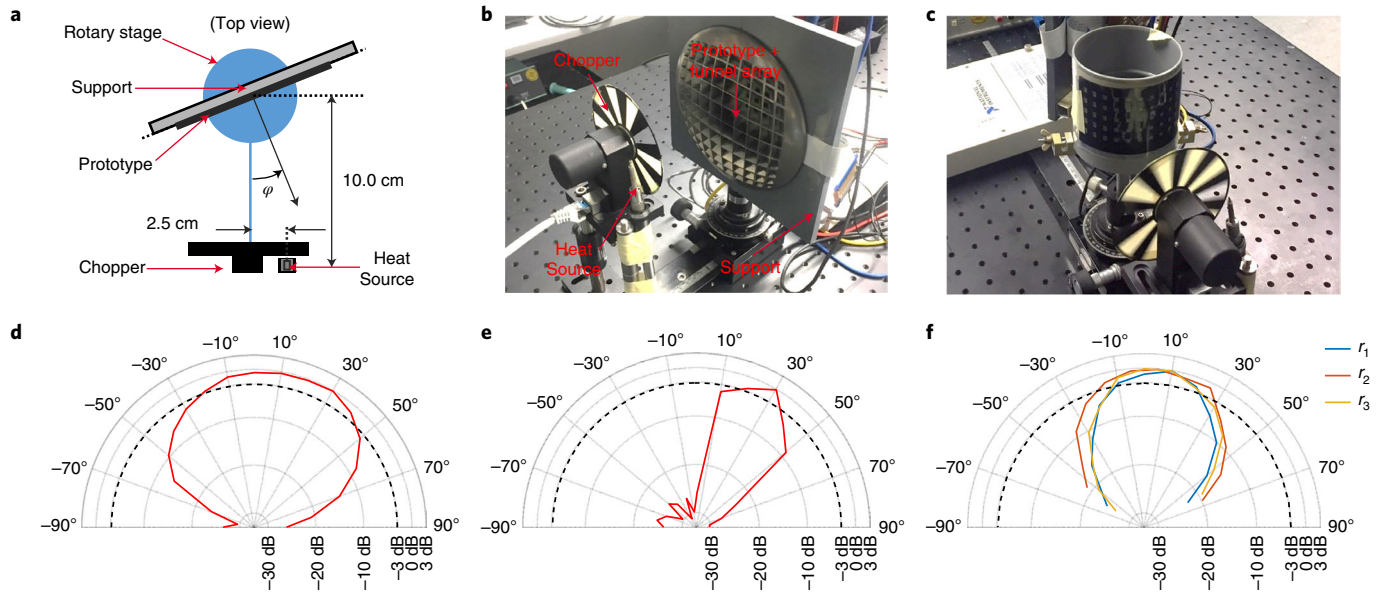 a
(Top view)
Rotary stage
Support
Prototype
10.0 cm
φ
2.5 cm
Chopper
Heat
Source
b
Chopper
Prototype +
funnel array
Heat
Source
Support
c
d
−90°
−70°
−50°
−30°
−10°
10°
30°
50°
70°
90°
−30 dB
−20 dB
−10 dB
−3 dB
0 dB
3 dB
e
−90°
−70°
−50°
−30°
−10°
10°
30°
50°
70°
90°
−30 dB
−20 dB
−10 dB
−3 dB
0 dB
3 dB
f
−90°
−70°
−50°
−30°
−10°
10°
30°
50°
70°
90°
−30 dB
−20 dB
−10 dB
−3 dB
0 dB
3 dB
r1
r2
r3